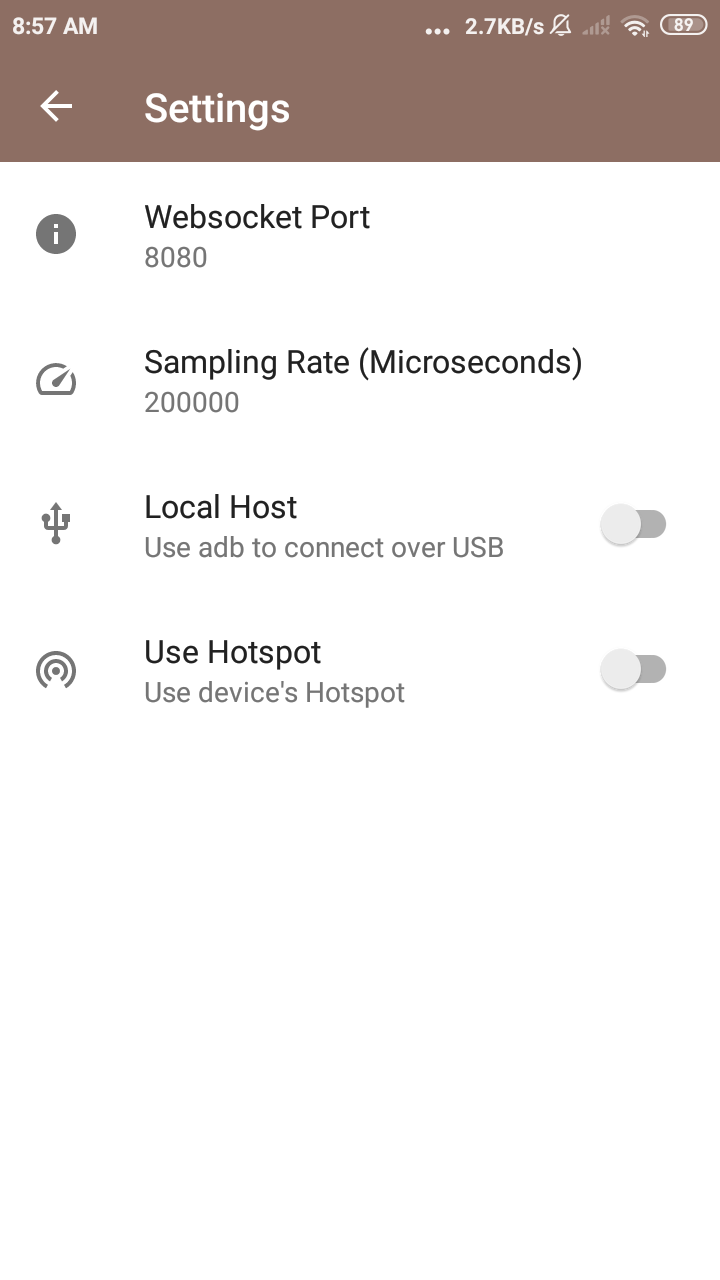 8:57 AM ... 2.7KB/s 89
Settings
Websocket Port
8080
Sampling Rate (Microseconds)
200000
Local Host
Use adb to connect over USB
Use Hotspot
Use device's Hotspot